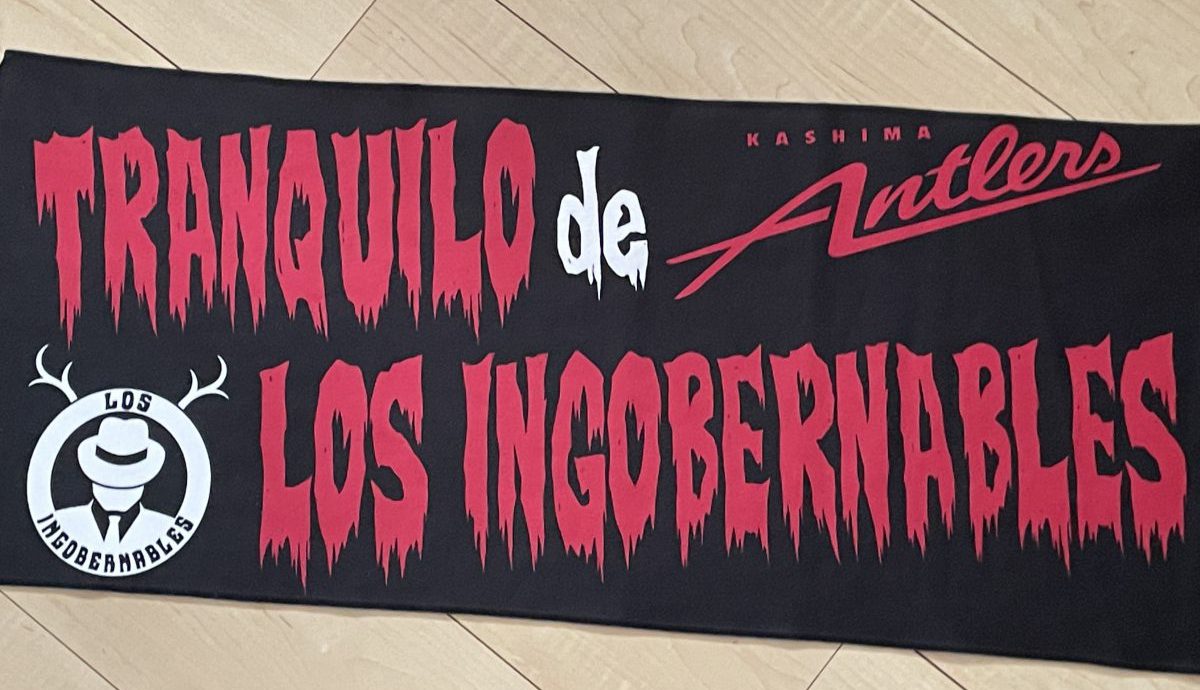 TRANQUILO de KASHIMA Antlers
LOS INGOBERNABLES
LOS
INGOBERNABLES